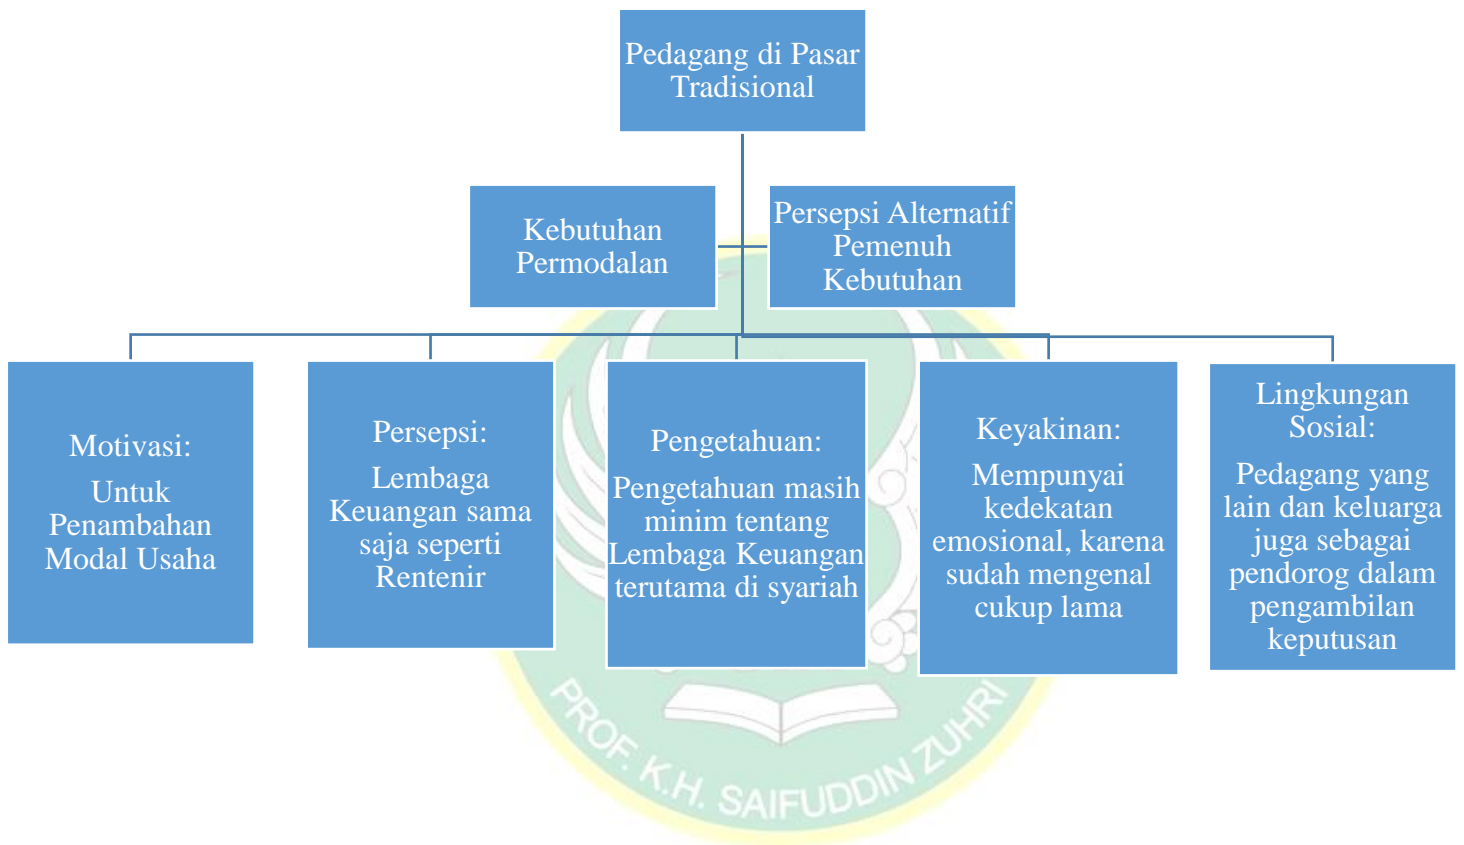 Pedagang di Pasar
Tradisional
Kebutuhan
Permodalan
Persepsi Alternatif
Pemenuh
Kebutuhan
Motivasi:
Untuk
Penambahan
Modal Usaha
Persepsi:
Lembaga
Keuangan sama
saja seperti
Rentenir
Pengetahuan:
Pengetahuan masih
minim tentang
Lembaga Keuangan
terutama di syariah
Keyakinan:
Mempunyai
kedekatan
emosional, karena
sudah mengenal
cukup lama
Lingkungan
Sosial:
Pedagang yang
lain dan keluarga
juga sebagai
pendorog dalam
pengambilan
keputusan
PROF. K.H. SAIFUDDIN ZUHRI